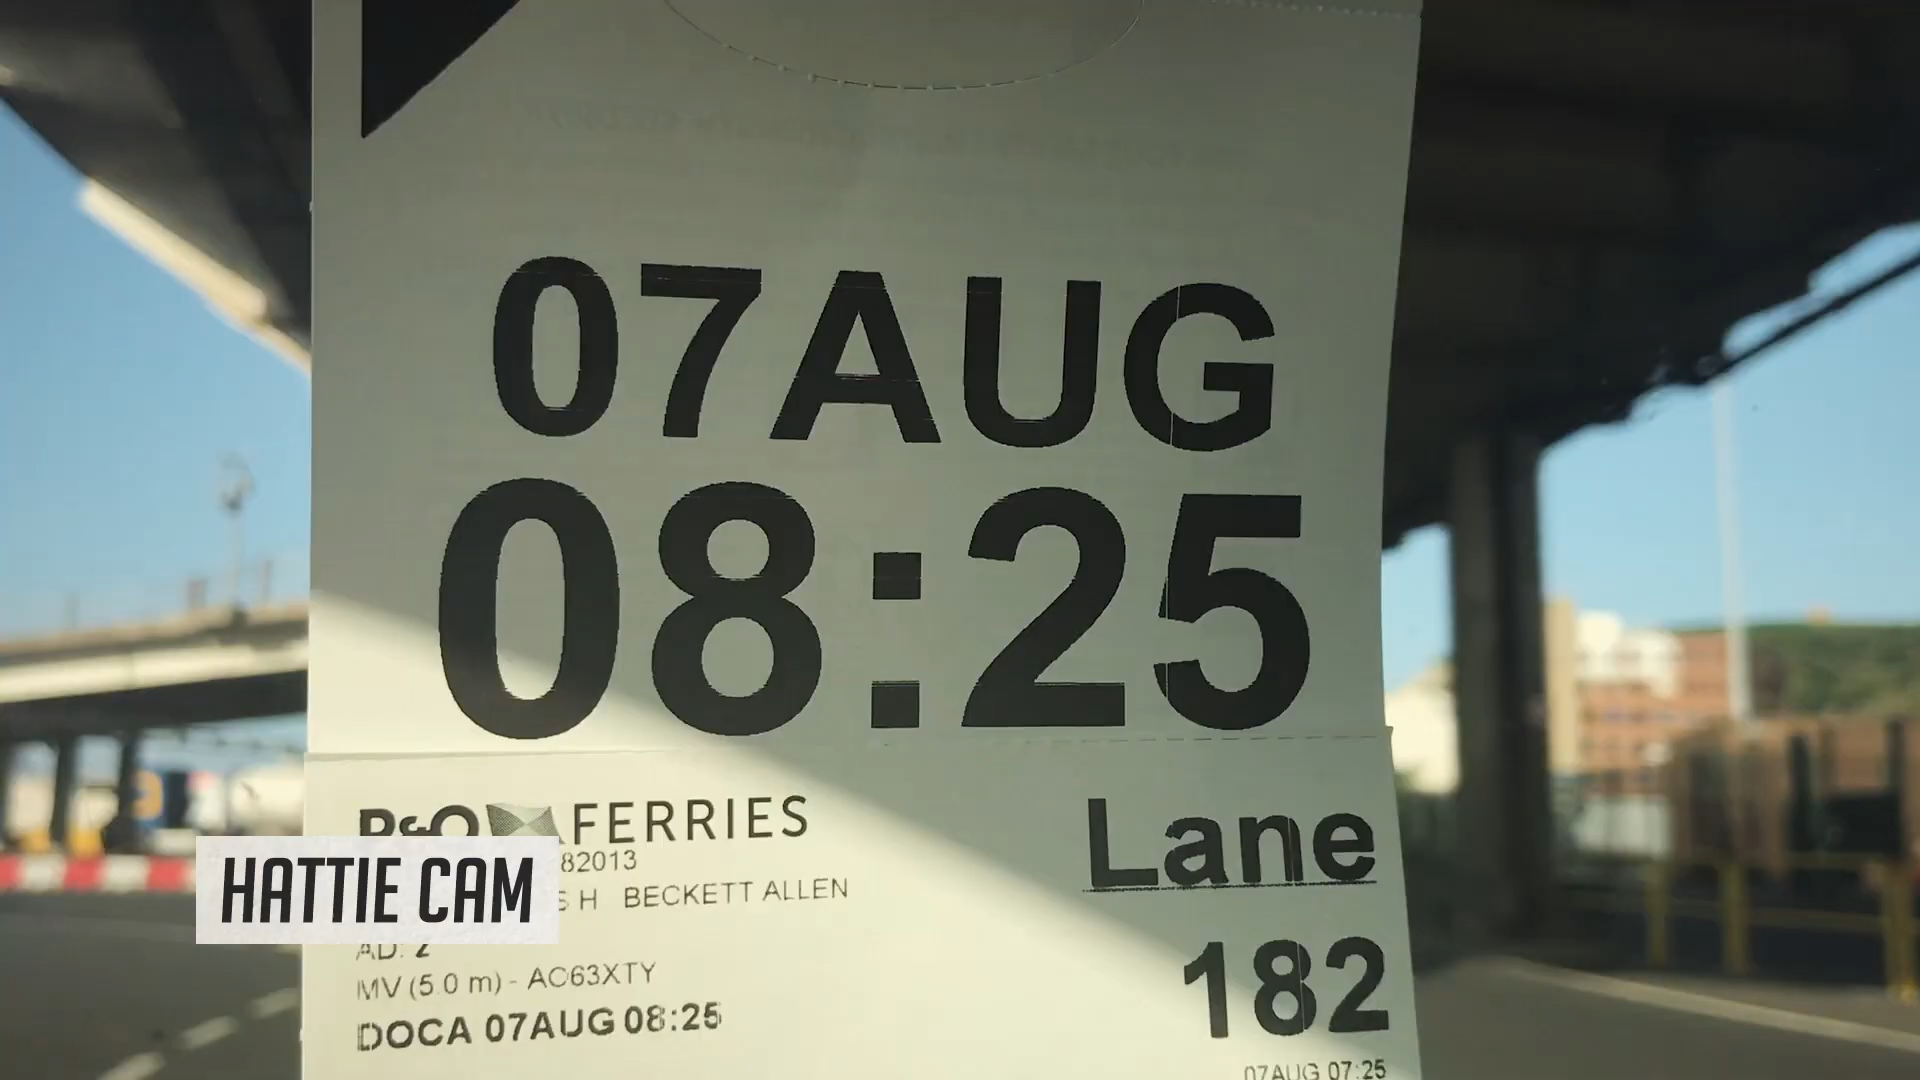 07AUG
08:25
P&O FERRIES
82013
H BECKETT ALLEN
Lane
HATTIE CAM
AD. 2
MV (5.0 m) - AC63XTY
182
DOCA 07AUG 08:25
07AUG 07:25